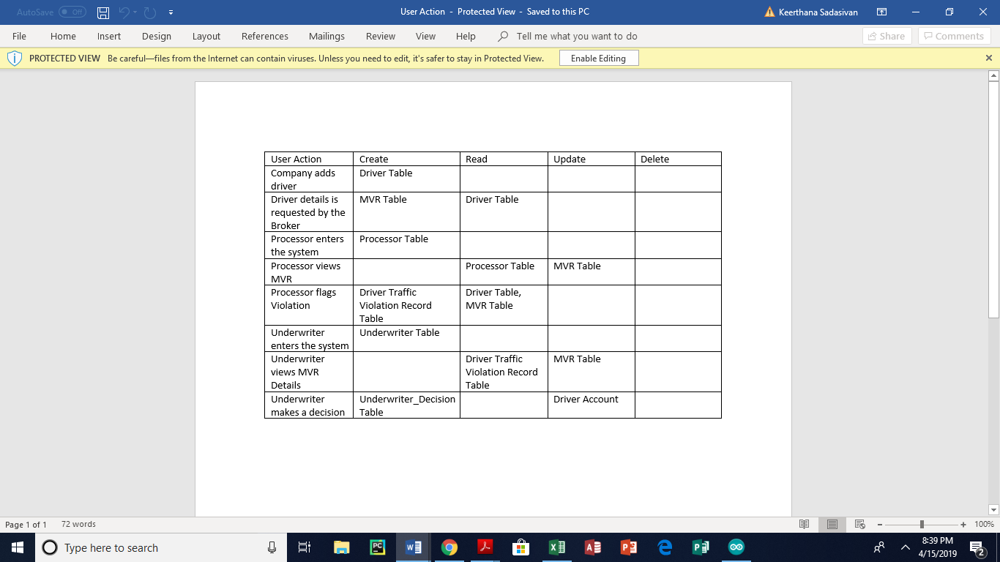 AutoSave Off
User Action - Protected View - Saved to this PC
Keerthana Sadasivan
File Home Insert Design Layout References Mailings Review View Help Tell me what you want to do Share Comments
PROTECTED VIEW Be careful—files from the Internet can contain viruses. Unless you need to edit, it's safer to stay in Protected View. Enable Editing
User Action Create Read Update Delete
Company adds Driver Table
driver
Driver details is MVR Table Driver Table
requested by the
Broker
Processor enters Processor Table
the system
Processor views Processor Table MVR Table
MVR
Processor flags Driver Traffic Driver Table,
Violation Violation Record MVR Table
Table
Underwriter Underwriter Table
enters the system
Underwriter Driver Traffic MVR Table
views MVR Violation Record
Details Table
Underwriter Underwriter_Decision Driver Account
makes a decision Table
Page 1 of 1 72 words 100%
Type here to search
PC
8:39 PM
4/15/2019
2